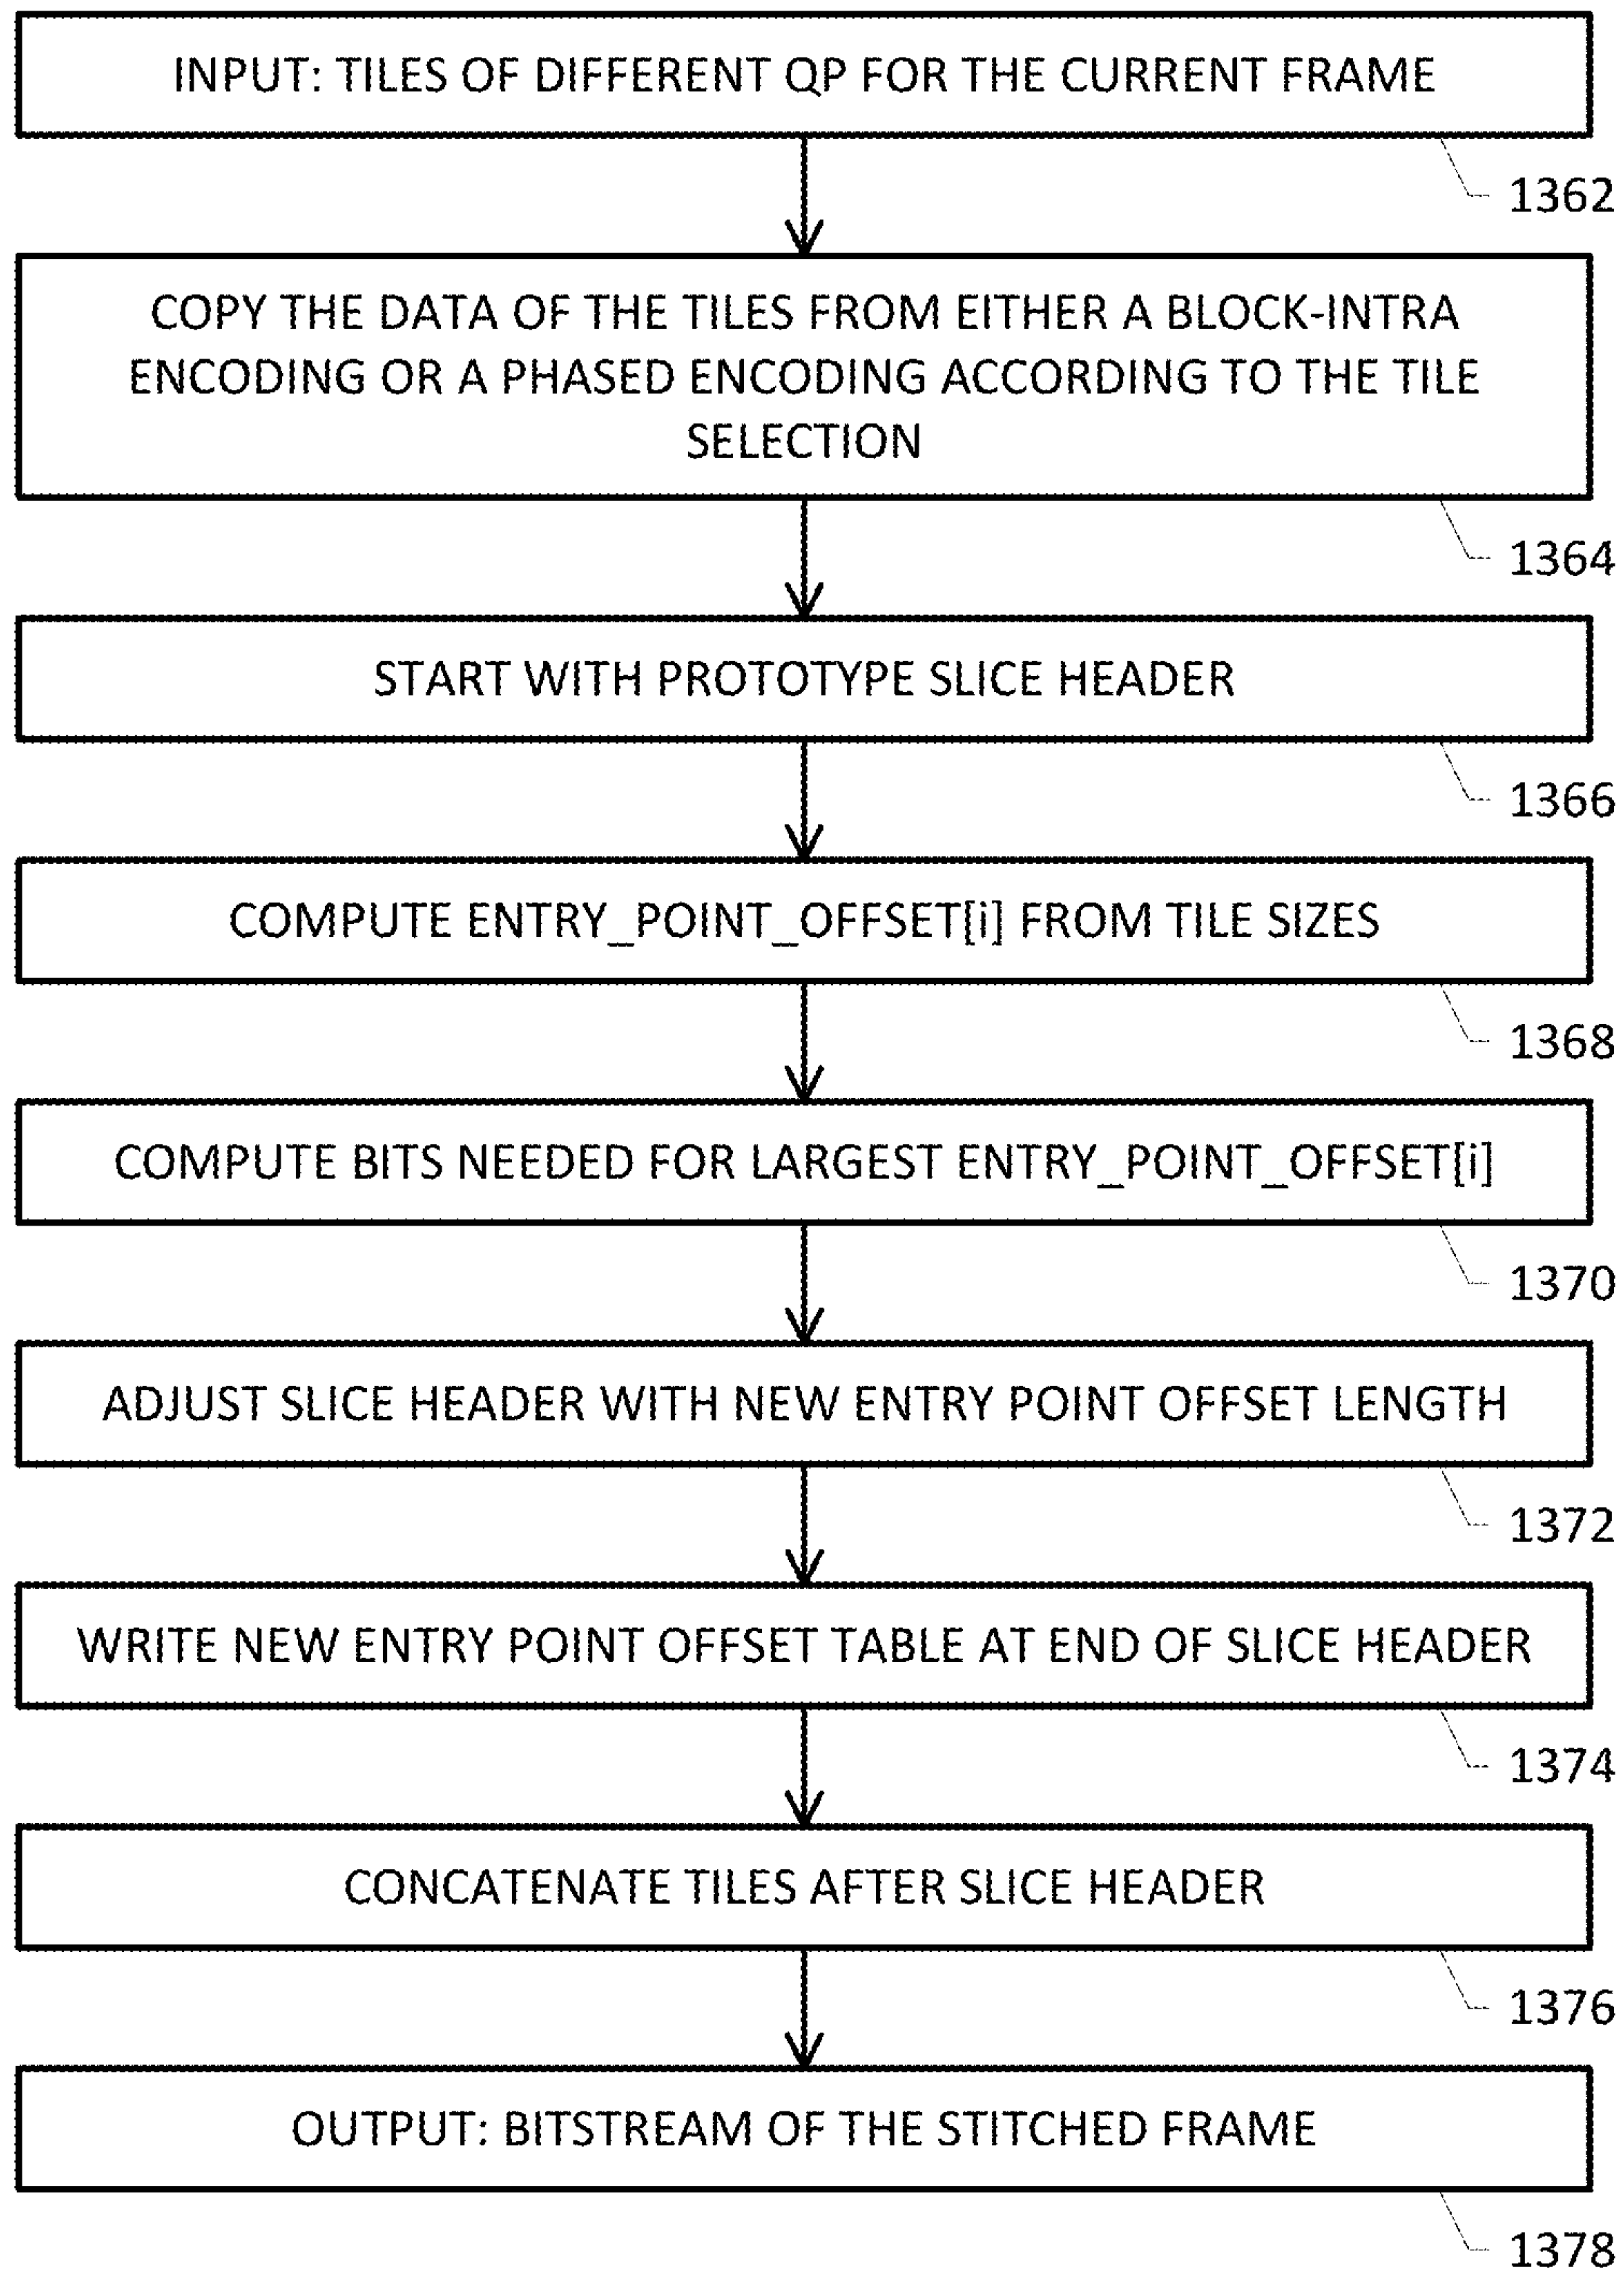 INPUT: TILES OF DIFFERENT QP FOR THE CURRENT FRAME
1362
COPY THE DATA OF THE TILES FROM EITHER A BLOCK-INTRA
ENCODING OR A PHASED ENCODING ACCORDING TO THE TILE
SELECTION
1364
START WITH PROTOTYPE SLICE HEADER
1366
COMPUTE ENTRY_POINT_OFFSET[i] FROM TILE SIZES
1368
COMPUTE BITS NEEDED FOR LARGEST ENTRY_POINT_OFFSET[i]
1370
ADJUST SLICE HEADER WITH NEW ENTRY POINT OFFSET LENGTH
1372
WRITE NEW ENTRY POINT OFFSET TABLE AT END OF SLICE HEADER
1374
CONCATENATE TILES AFTER SLICE HEADER
1376
OUTPUT: BITSTREAM OF THE STITCHED FRAME
1378